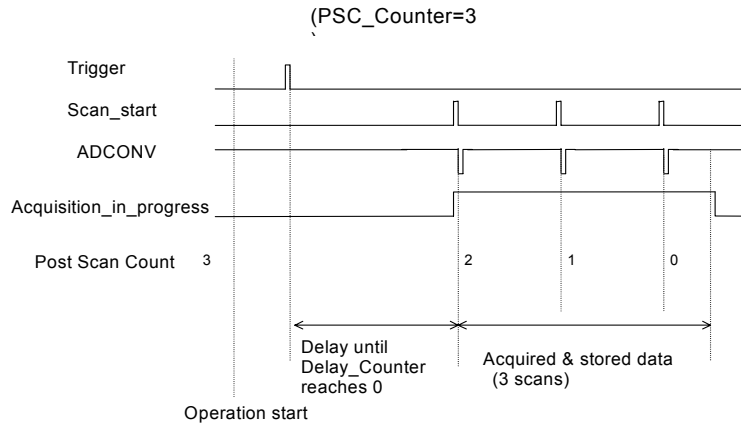 (PSC_Counter=3
)
Trigger
Scan_start
ADCONV
Acquisition_in_progress
Post Scan Count 3 2 1 0
Delay until
Delay_Counter
reaches 0
Acquired & stored data
(3 scans)
Operation start